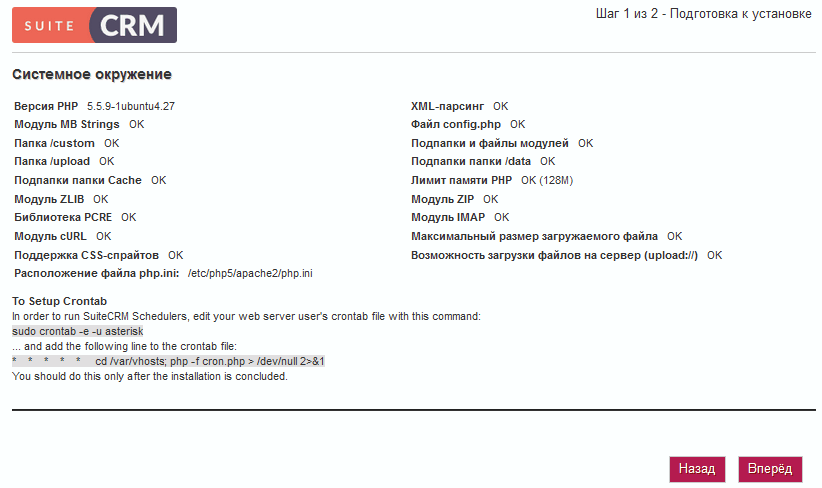 SUITE CRM
Шаг 1 из 2 - Подготовка к установке
Системное окружение
Версия PHP 5.5.9-1ubuntu4.27
XML-парсинг OK
Модуль MB Strings OK
Файл config.php OK
Папка /custom OK
Подпапки и файлы модулей OK
Папка /upload OK
Подпапки папки /data OK
Подпапки папки Cache OK
Лимит памяти PHP OK (128M)
Модуль ZLIB OK
Модуль ZIP OK
Библиотека PCRE OK
Модуль IMAP OK
Модуль cURL OK
Максимальный размер загружаемого файла OK
Поддержка CSS-спрайтов OK
Возможность загрузки файлов на сервер (upload://) OK
Расположение файла php.ini: /etc/php5/apache2/php.ini
To Setup Crontab
In order to run SuiteCRM Schedulers, edit your web server user's crontab file with this command:
sudo crontab -e -u asterisk
... and add the following line to the crontab file:
* * * * * cd /var/vhosts; php -f cron.php > /dev/null 2>&1
You should do this only after the installation is concluded.
Назад
Вперёд